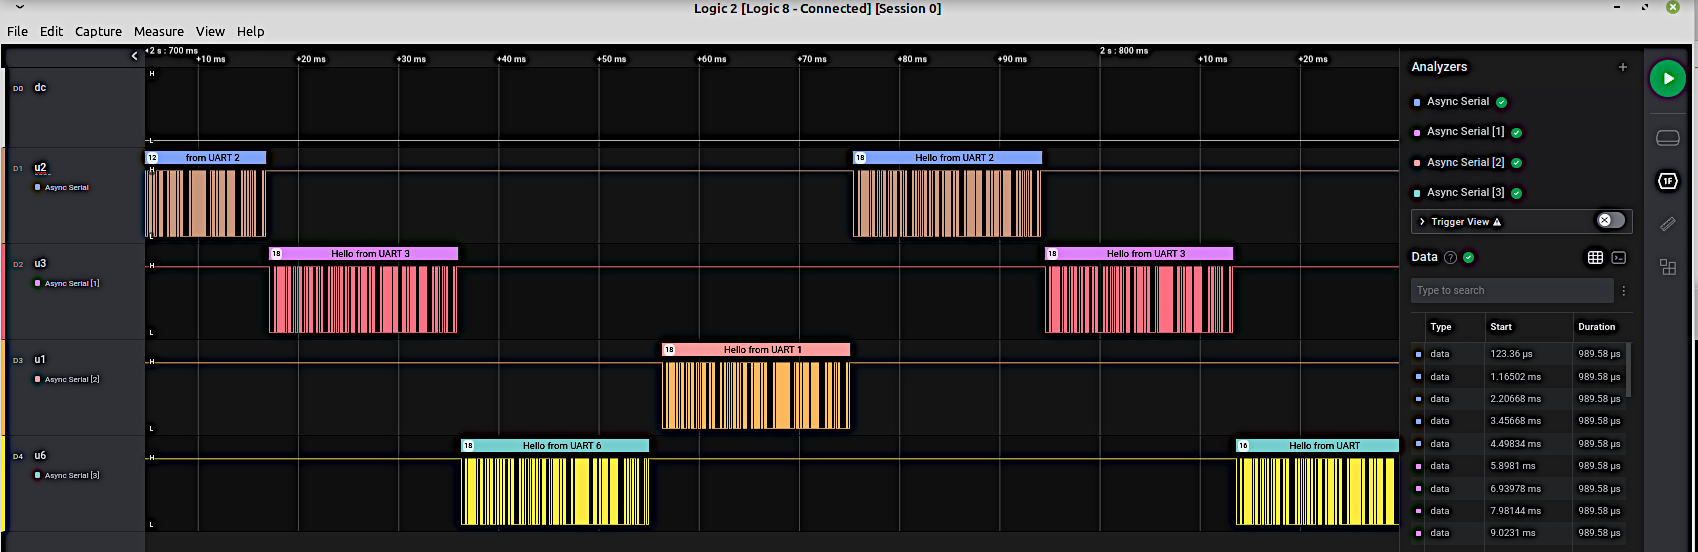 Logic 2 [Logic 8 - Connected] [Session 0]
File Edit Capture Measure View Help
2 s : 700 ms 2 s : 800 ms
+10 ms +20 ms +30 ms +40 ms +50 ms +60 ms +70 ms +80 ms +90 ms +10 ms +20 ms
D0 dc
H
L
D1 u2
Async Serial
12 from UART 2
18 Hello from UART 2
H
L
D2 u3
Async Serial [1]
18 Hello from UART 3
18 Hello from UART 3
H
L
D3 u1
Async Serial [2]
18 Hello from UART 1
H
L
D4 u6
Async Serial [3]
18 Hello from UART 6
16 Hello from UART
H
L
Analyzers +
Async Serial
Async Serial [1]
Async Serial [2]
Async Serial [3]
Trigger View
1F
Data ?
Type to search
Type Start Duration
data 123.36 µs 989.58 µs
data 1.16502 ms 989.58 µs
data 2.20668 ms 989.58 µs
data 3.45668 ms 989.58 µs
data 4.49834 ms 989.58 µs
data 5.8981 ms 989.58 µs
data 6.93978 ms 989.58 µs
data 7.98144 ms 989.58 µs
data 9.0231 ms 989.58 µs